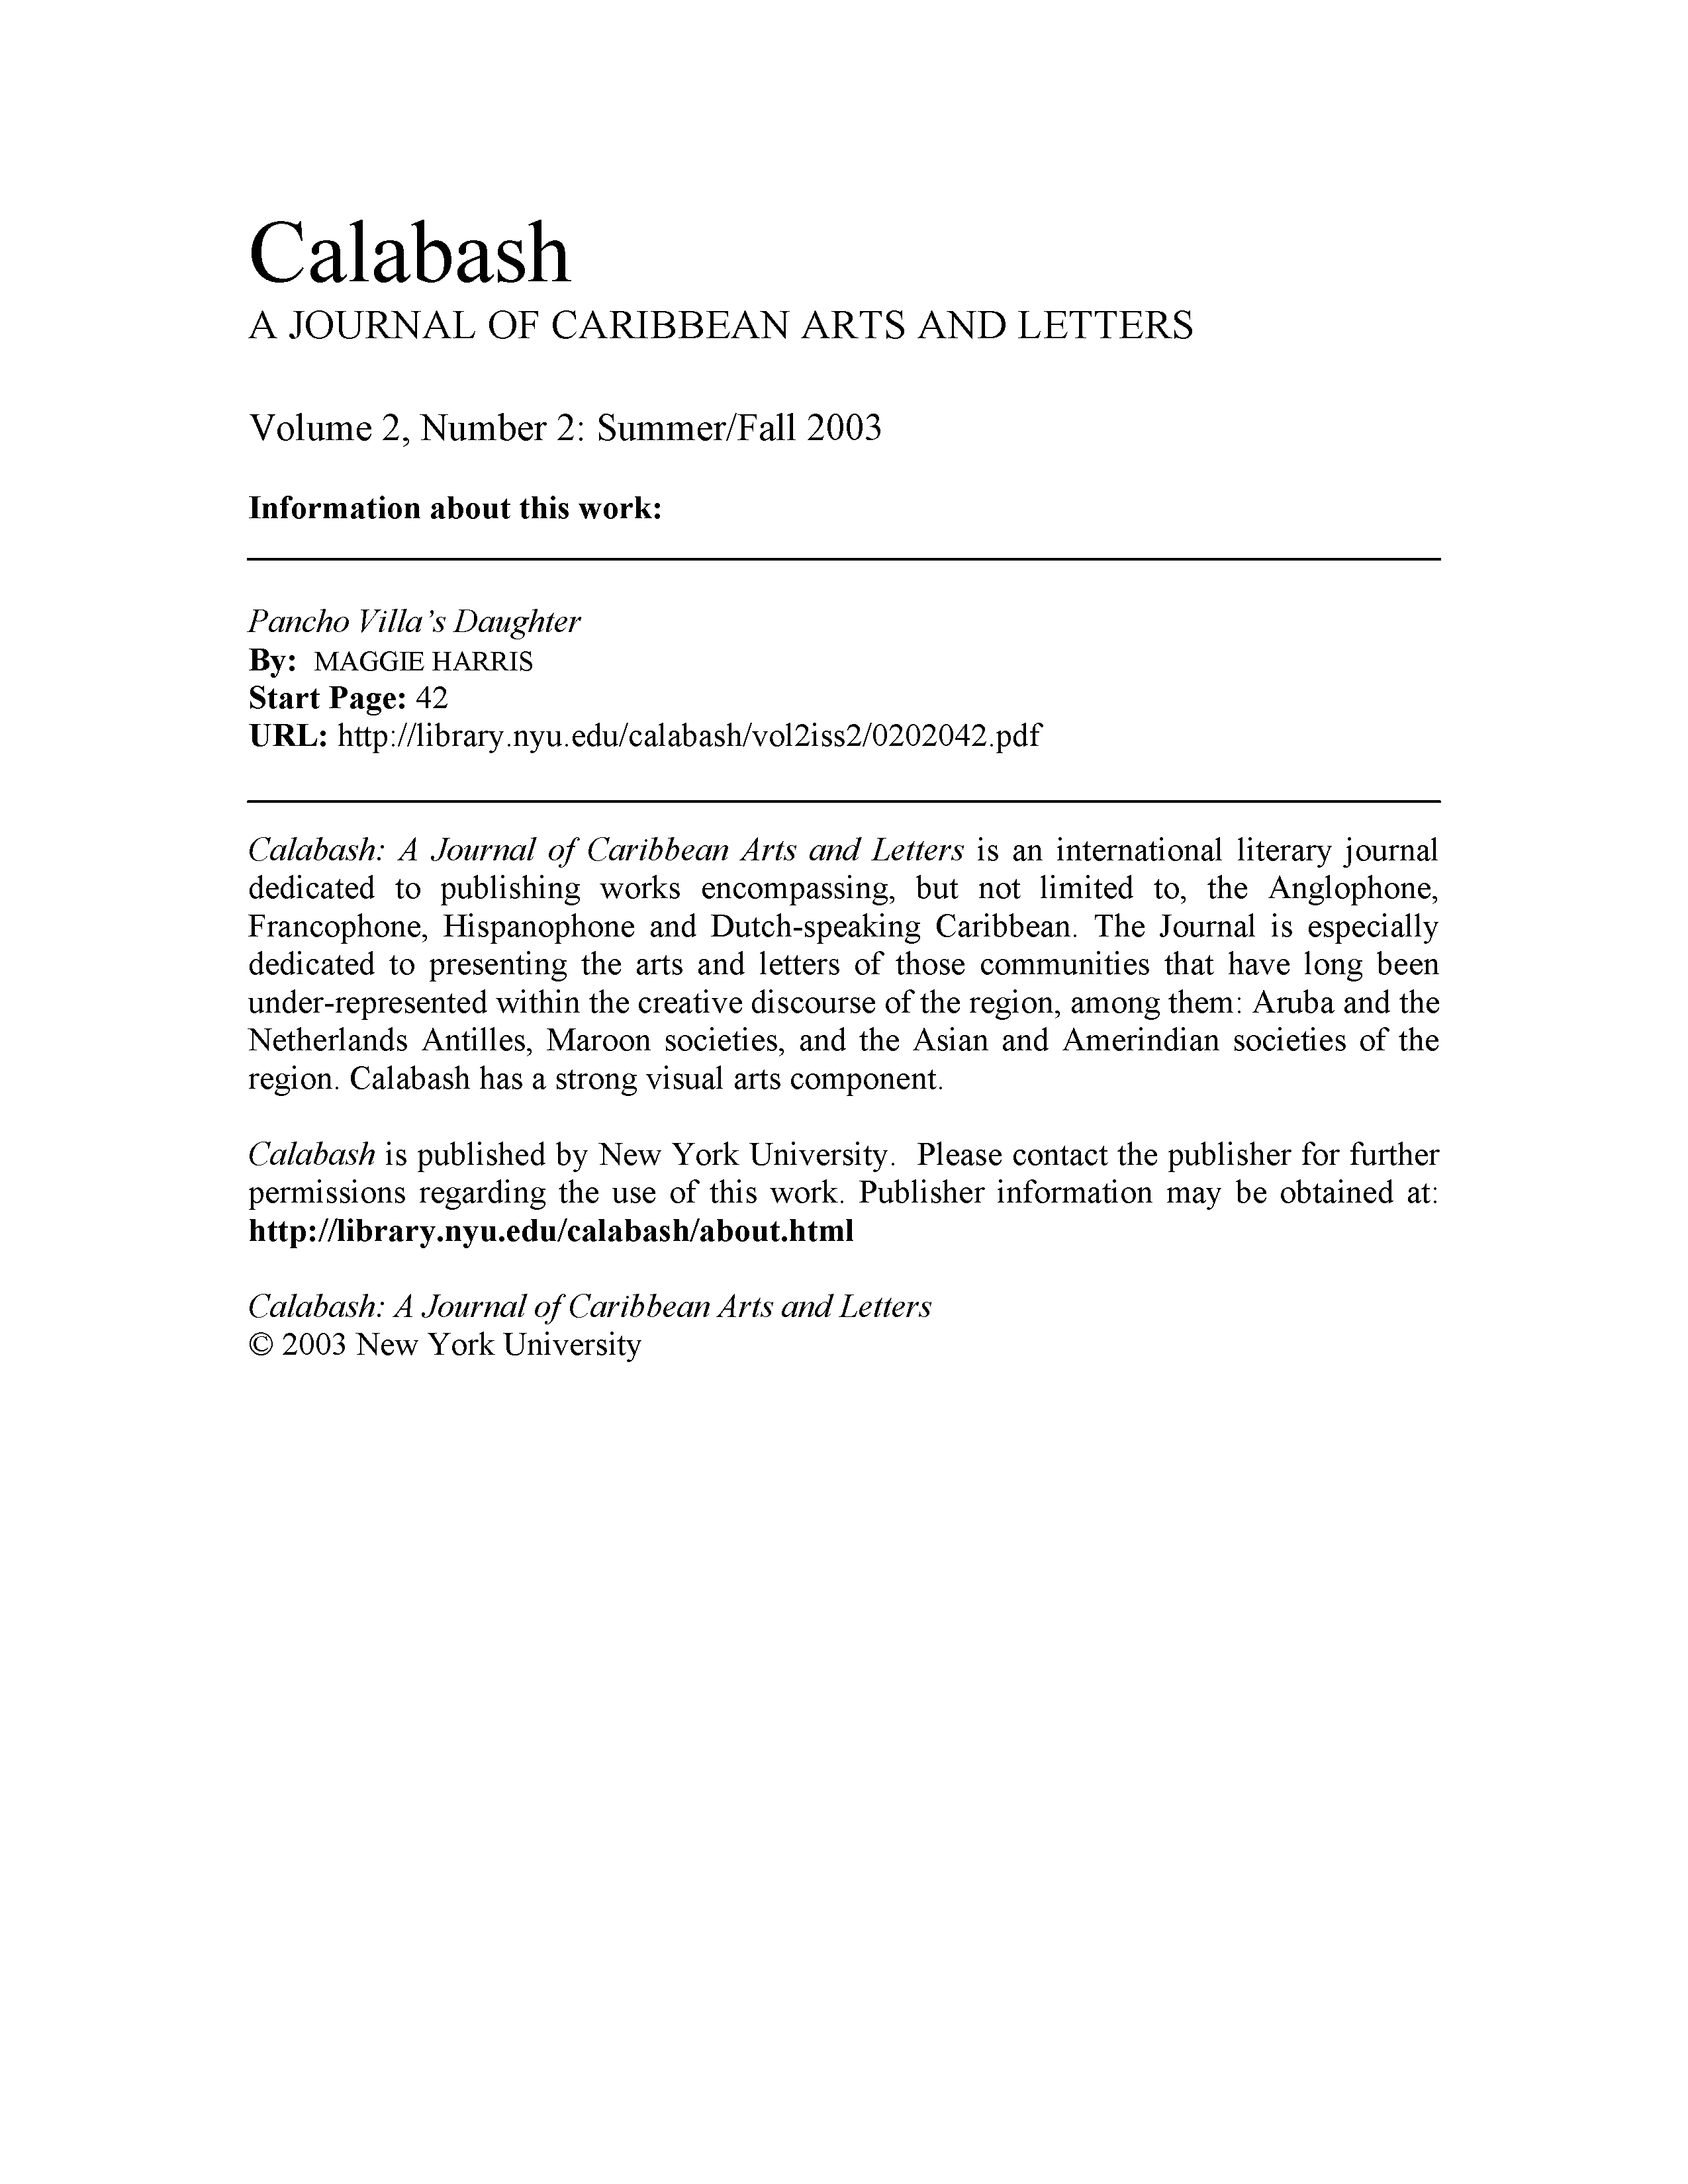 Calabash
A JOURNAL OF CARIBBEAN ARTS AND LETTERS
Volume 2, Number 2: Summer/Fall 2003
Information about this work:
Pancho Villa's Daughter
By: MAGGIE HARRIS
Start Page: 42
URL: http://library.nyu.edu/calabash/vol2iss2/0202042.pdf
Calabash: A Journal of Caribbean Arts and Letters is an international literary journal
dedicated to publishing works encompassing, but not limited to, the Anglophone,
Francophone, Hispanophone and Dutch-speaking Caribbean. The Journal is especially
dedicated to presenting the arts and letters of those communities that have long been
under-represented within the creative discourse of the region, among them: Aruba and the
Netherlands Antilles, Maroon societies, and the Asian and Amerindian societies of the
region. Calabash has a strong visual arts component.
Calabash is published by New York University. Please contact the publisher for further
permissions regarding the use of this work. Publisher information may be obtained at:
http://library.nyu.edu/calabash/about.html
Calabash: A Journal of Caribbean Arts and Letters
© 2003 New York University